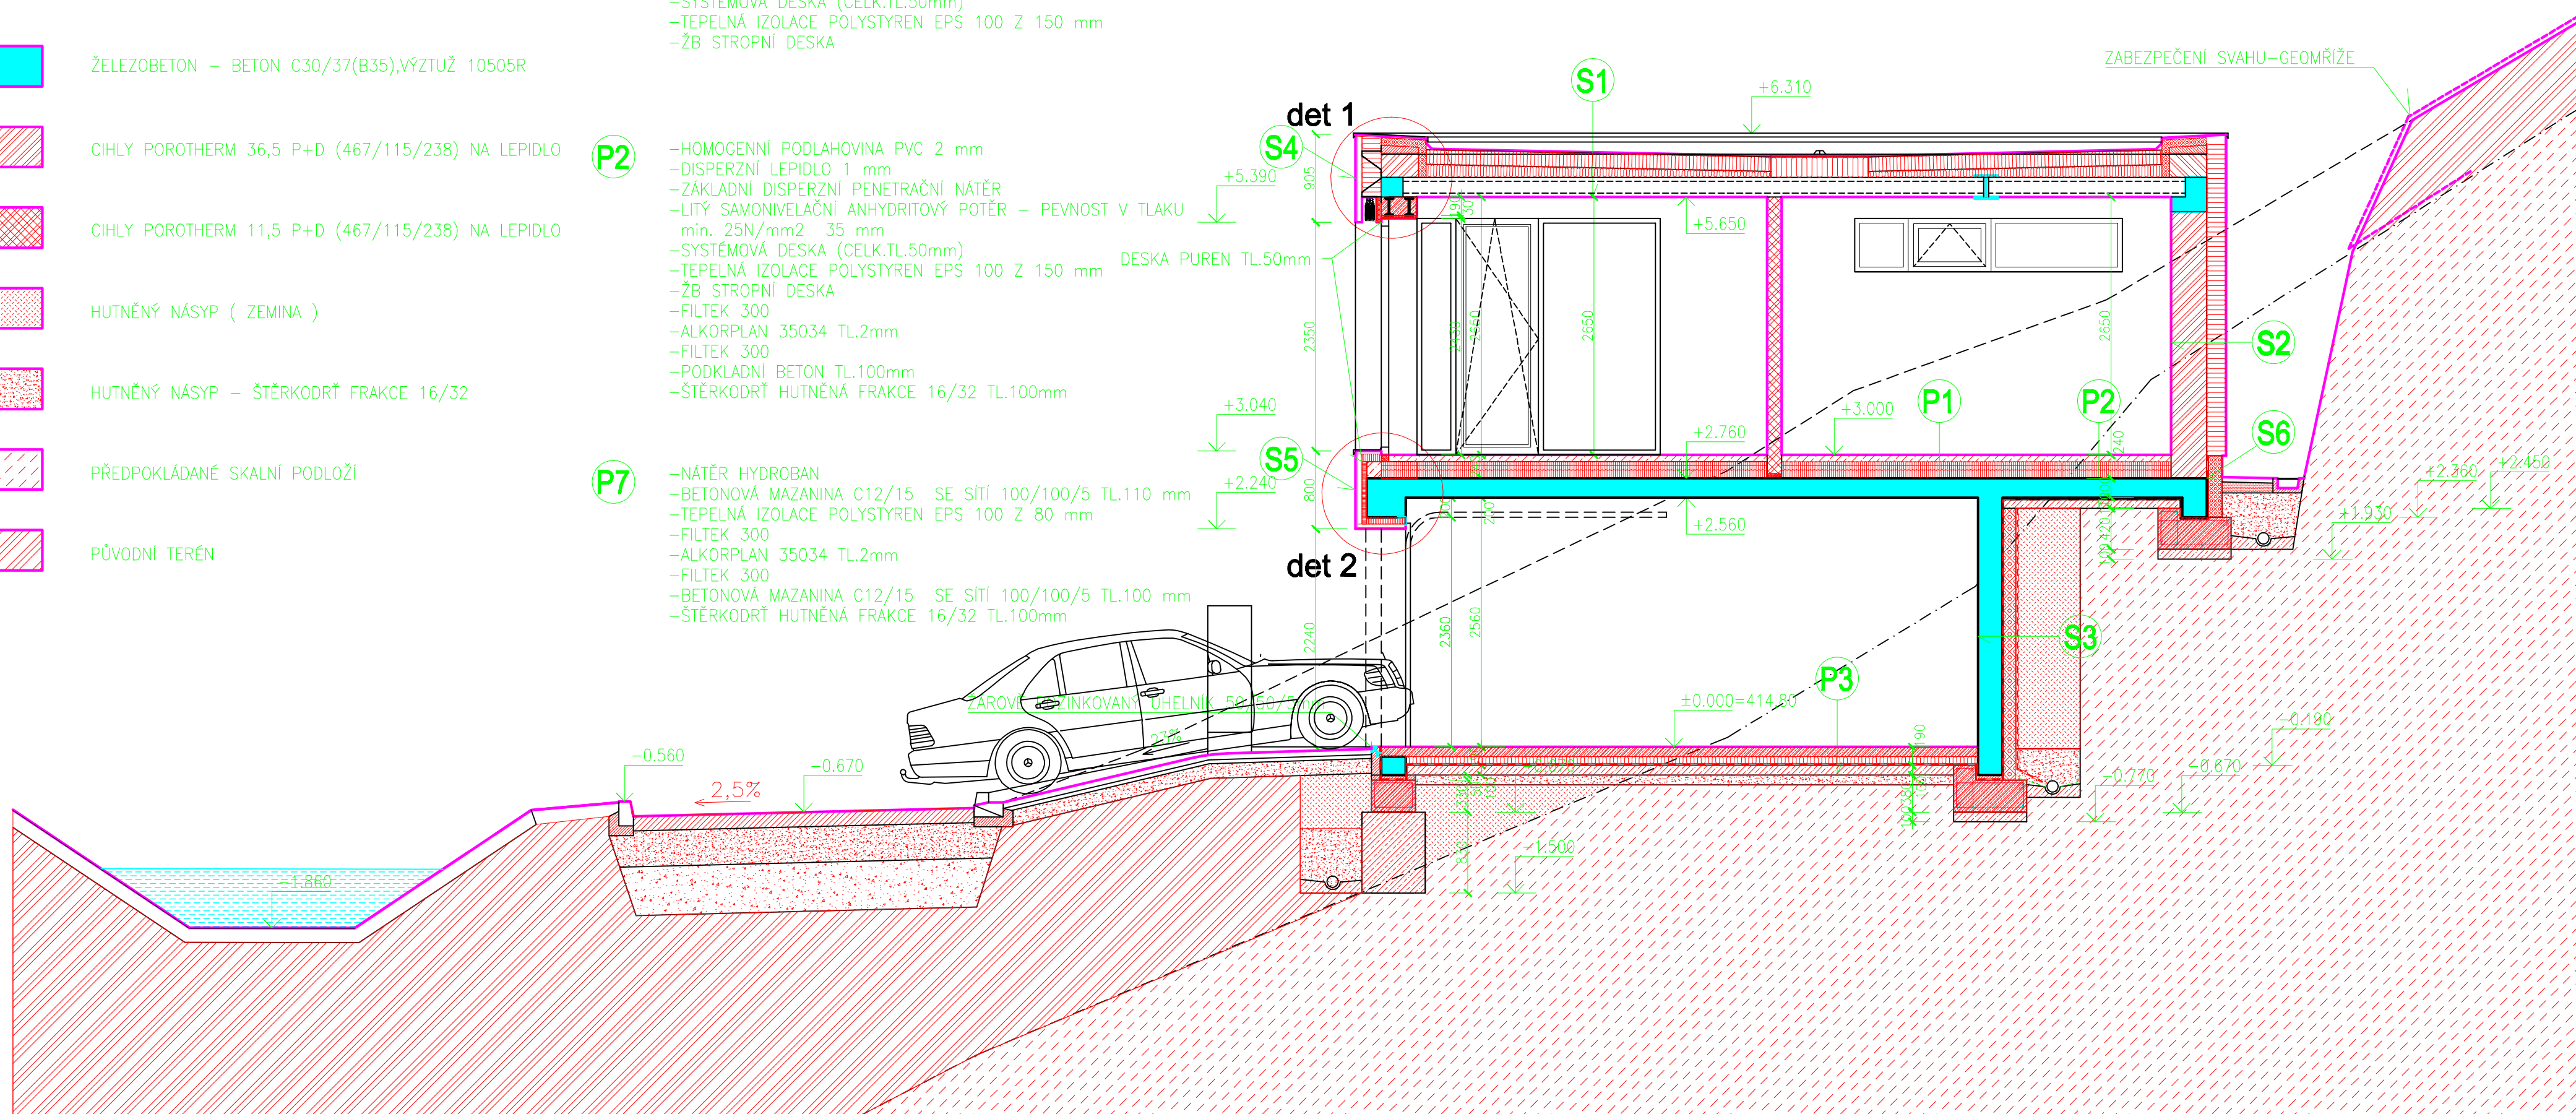 -SYSTÉMOVÁ DESKA (CELK.TL.50mm)
-TEPELNÁ IZOLACE POLYSTYREN EPS 100 Z 150 mm
-ŽB STROPNÍ DESKA
ŽELEZOBETON - BETON C30/37(B35),VÝZTUŽ 10505R
CIHLY POROTHERM 36,5 P+D (467/115/238) NA LEPIDLO
CIHLY POROTHERM 11,5 P+D (467/115/238) NA LEPIDLO
HUTNĚNÝ NÁSYP ( ZEMINA )
HUTNĚNÝ NÁSYP - ŠTĚRKODRŤ FRAKCE 16/32
PŘEDPOKLÁDANÉ SKALNÍ PODLOŽÍ
PŮVODNÍ TERÉN
P2
-HOMOGENNÍ PODLAHOVINA PVC 2 mm
-DISPERZNÍ LEPIDLO 1 mm
-ZÁKLADNÍ DISPERZNÍ PENETRAČNÍ NÁTĚR
-LITÝ SAMONIVELAČNÍ ANHYDRITOVÝ POTĚR - PEVNOST V TLAKU
min. 25N/mm2 35 mm
-SYSTÉMOVÁ DESKA (CELK.TL.50mm)
-TEPELNÁ IZOLACE POLYSTYREN EPS 100 Z 150 mm
-ŽB STROPNÍ DESKA
-FILTEK 300
-ALKORPLAN 35034 TL.2mm
-FILTEK 300
-PODKLADNÍ BETON TL.100mm
-ŠTĚRKODRŤ HUTNĚNÁ FRAKCE 16/32 TL.100mm
P7
-NÁTĚR HYDROBAN
-BETONOVÁ MAZANINA C12/15 SE SÍTÍ 100/100/5 TL.110 mm
-TEPELNÁ IZOLACE POLYSTYREN EPS 100 Z 80 mm
-FILTEK 300
-ALKORPLAN 35034 TL.2mm
-FILTEK 300
-BETONOVÁ MAZANINA C12/15 SE SÍTÍ 100/100/5 TL.100 mm
-ŠTĚRKODRŤ HUTNĚNÁ FRAKCE 16/32 TL.100mm
ZABEZPEČENÍ SVAHU-GEOMŘÍŽE
S1
+6.310
det 1
S4
+5.390
905
+5.650
DESKA PUREN TL.50mm
2350
2650
2650
2650
S2
+3.040
+3.000
P1
P2
+2.760
240
S6
S5
+2.240
800
+2.360
+2.450
+2.560
+1.930
det 2
2240
2360
2560
S3
P3
50/50/5
23%
±0.000=414.80
-0.190
190
-0.560
-0.670
2,5%
-0.770
-0.670
-1.500
-1.860